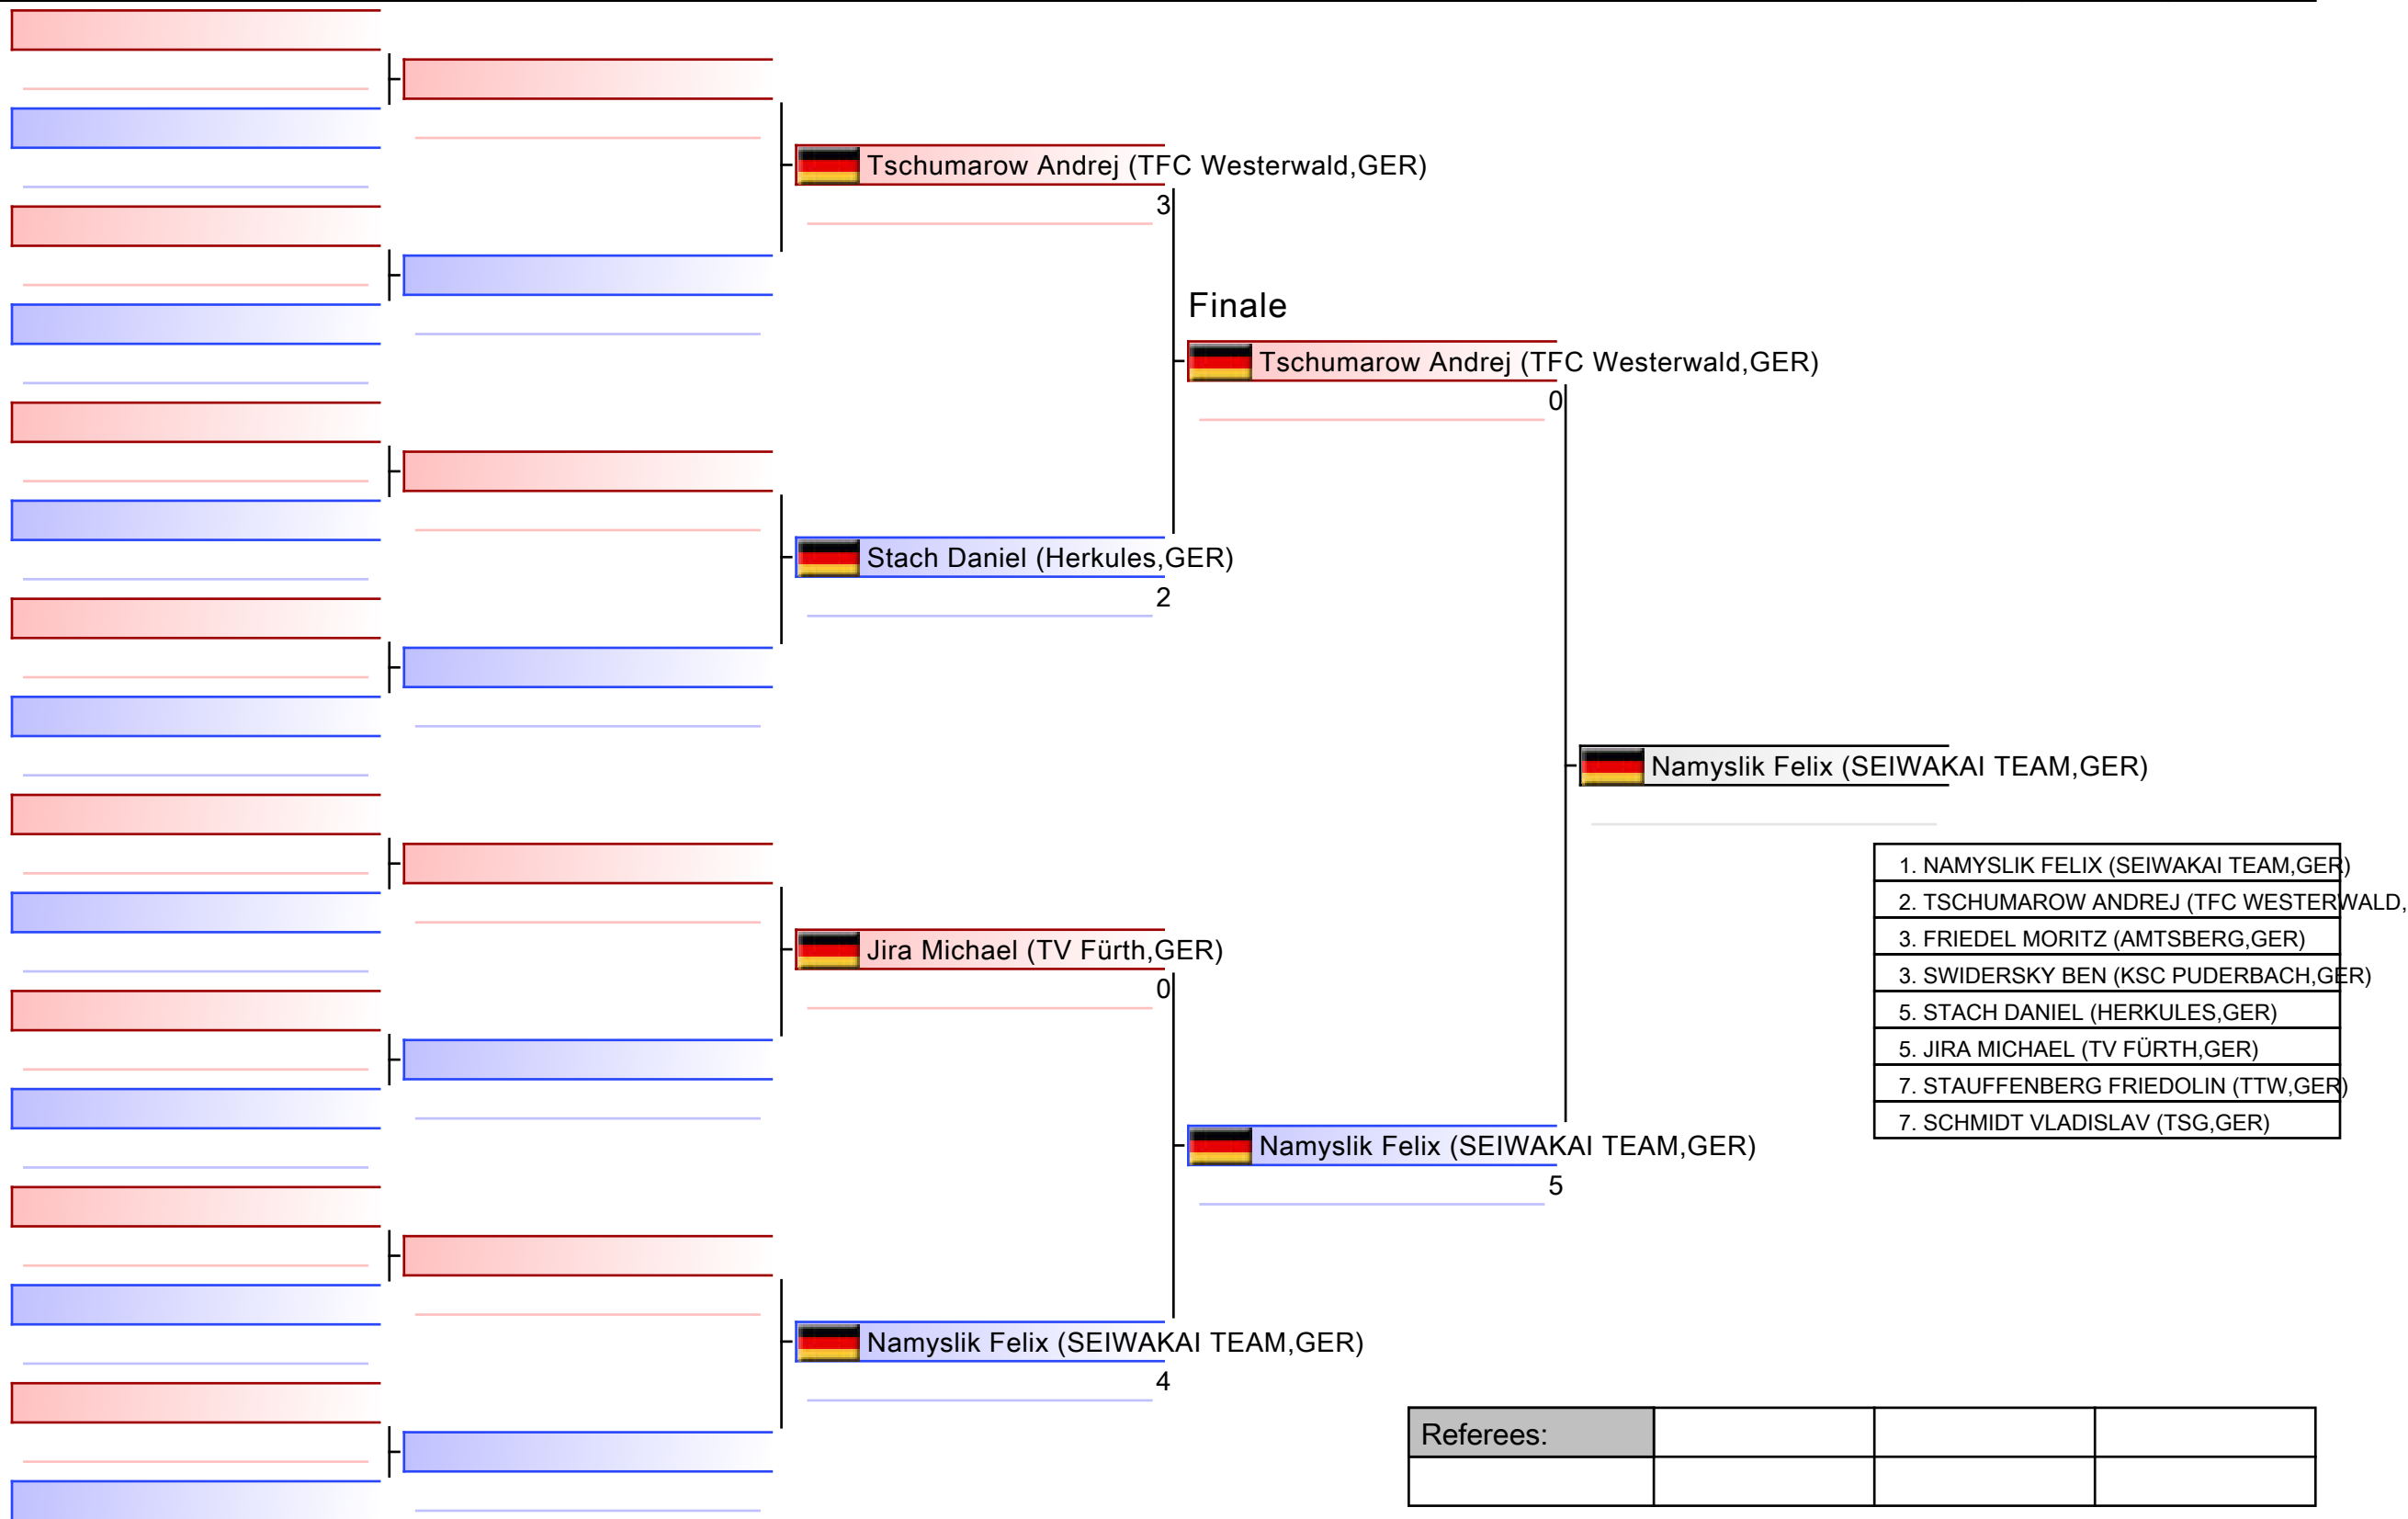 Tschumarow Andrej (TFC Westerwald,GER)
3
Finale
Tschumarow Andrej (TFC Westerwald,GER)
0
Stach Daniel (Herkules,GER)
2
Namyslik Felix (SEIWAKAI TEAM,GER)
1. NAMYSLIK FELIX (SEIWAKAI TEAM,GER)
2. TSCHUMAROW ANDREJ (TFC WESTERWALD,
3. FRIEDEL MORITZ (AMTSBERG,GER)
3. SWIDERSKY BEN (KSC PUDERBACH,GER)
5. STACH DANIEL (HERKULES,GER)
5. JIRA MICHAEL (TV FÜRTH,GER)
7. STAUFFENBERG FRIEDOLIN (TTW,GER)
7. SCHMIDT VLADISLAV (TSG,GER)
Jira Michael (TV Fürth,GER)
0
Namyslik Felix (SEIWAKAI TEAM,GER)
5
Namyslik Felix (SEIWAKAI TEAM,GER)
4
Referees: